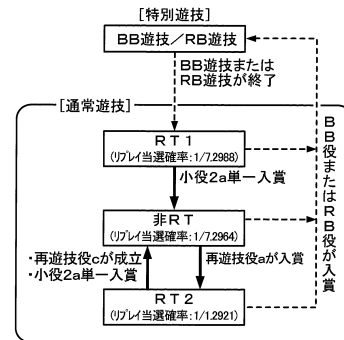 [特別遊技]
BB遊技／RB遊技
BB遊技または
RB遊技が終了
[通常遊技]
RT1
(リプレイ当選確率:1/7.2988)
小役2a単一入賞
非RT
(リプレイ当選確率:1/7.2964)
・再遊技役cが成立
・小役2a単一入賞
再遊技役aが入賞
RT2
(リプレイ当選確率:1/1.2921)
BB役またはRB役が入賞